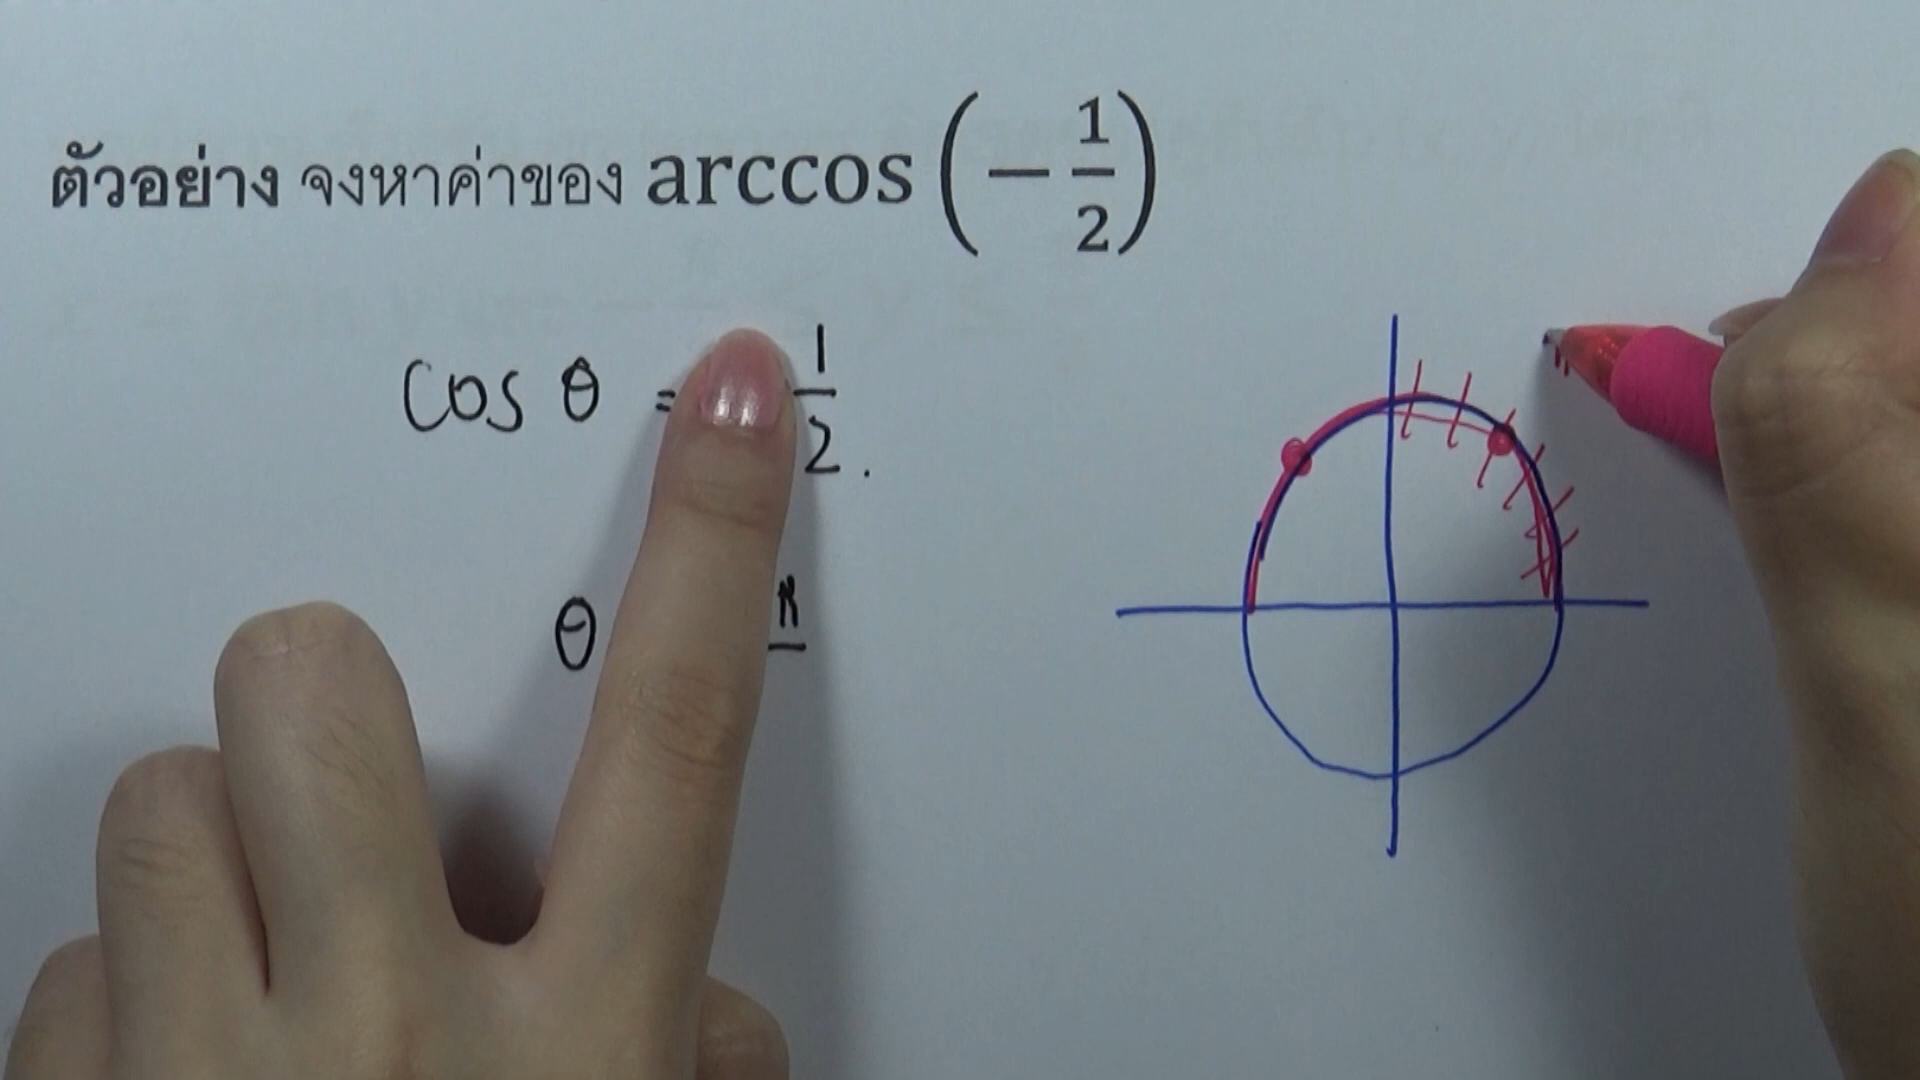 ตัวอย่าง จงหาค่าของ arccos (− 1/2)
cos θ = 1/2 .
θ π